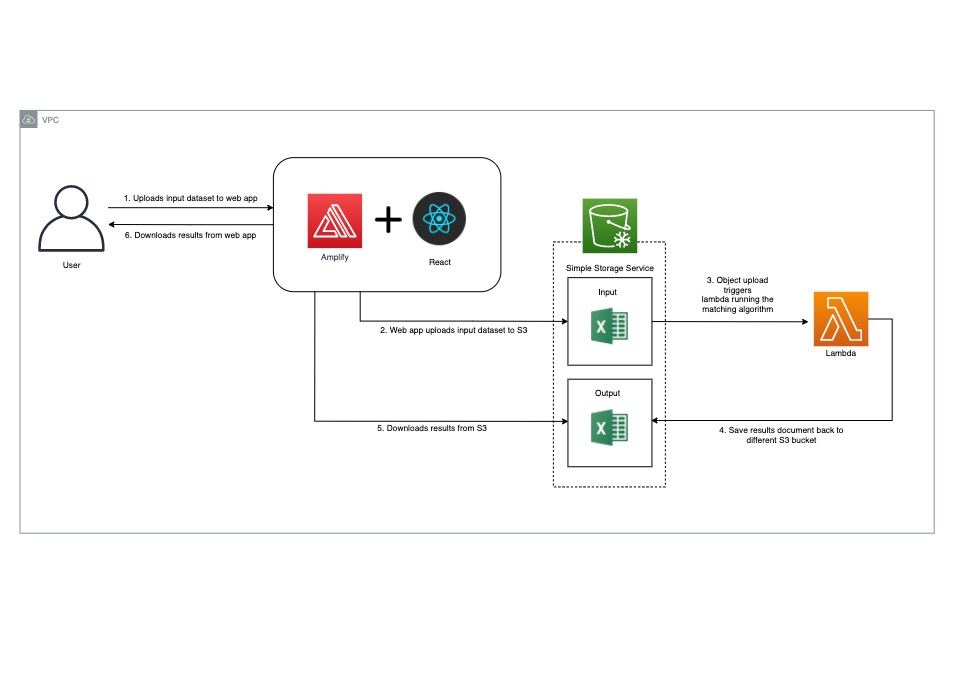 VPC
1. Uploads input dataset to web app
6. Downloads results from web app
User
Amplify
React
Simple Storage Service
Input
2. Web app uploads input dataset to S3
3. Object upload
triggers
lambda running the
matching algorithm
Lambda
Output
5. Downloads results from S3
4. Save results document back to
different S3 bucket